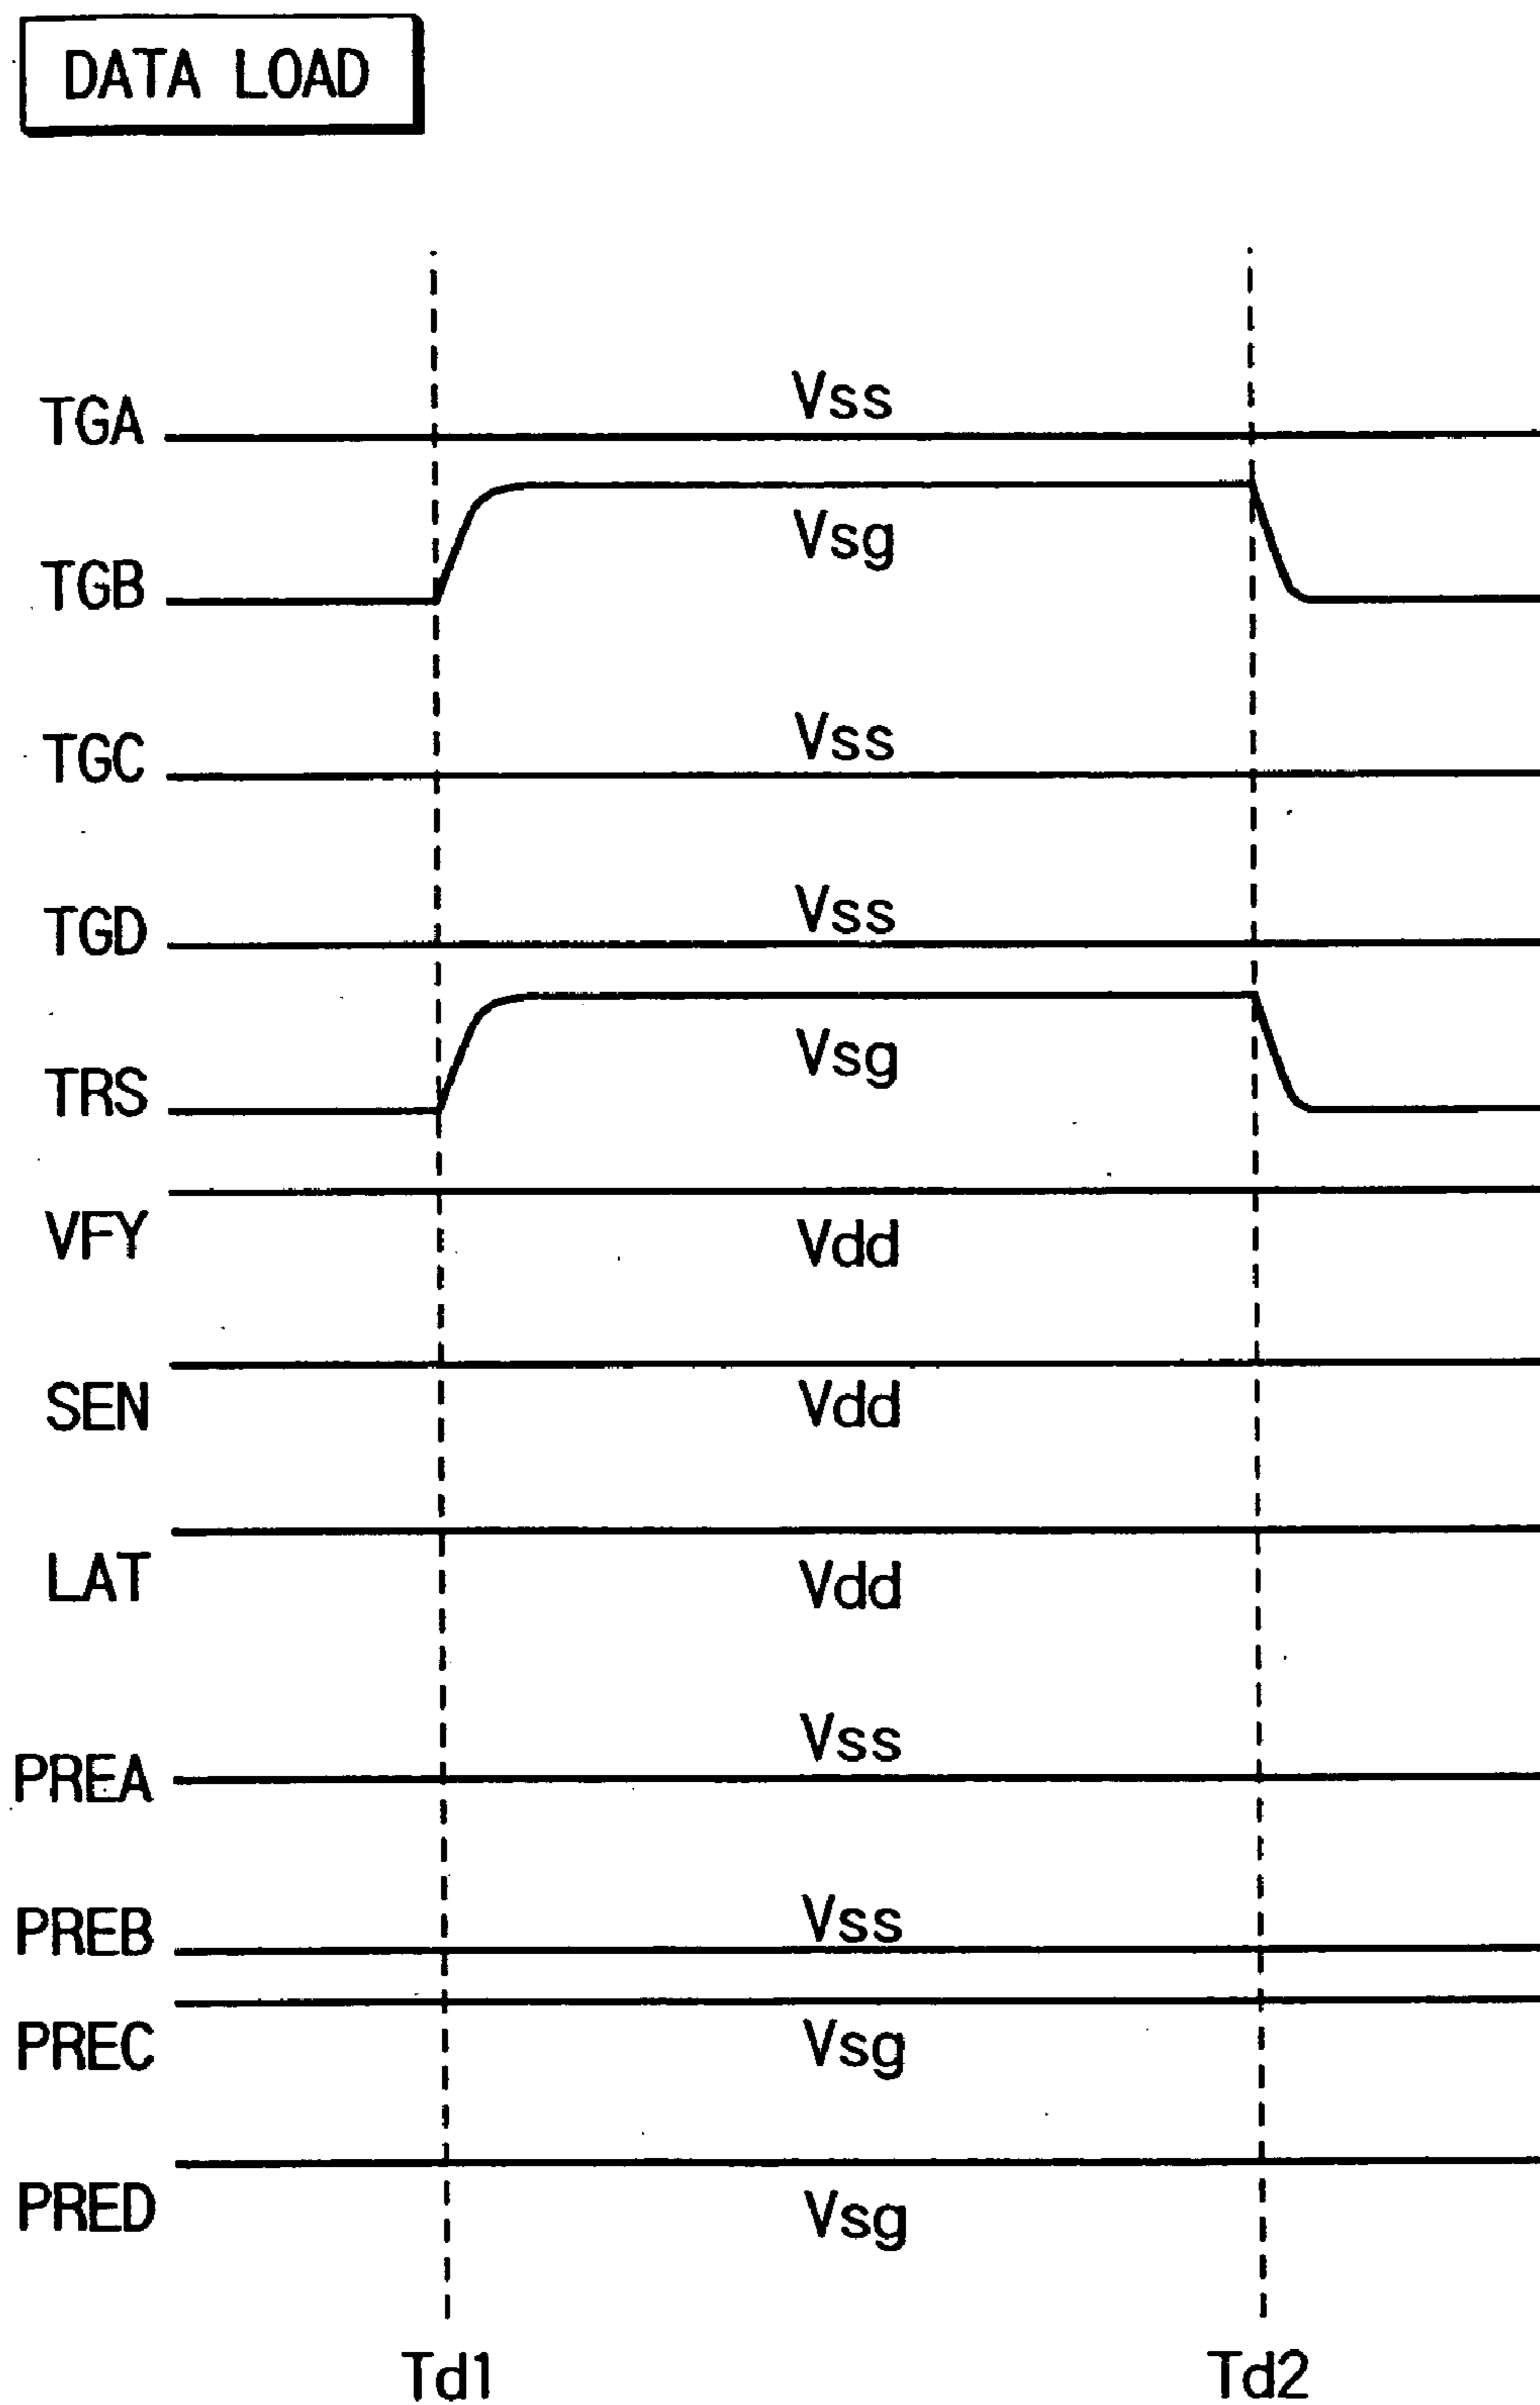 DATA LOAD
Vss
TGA
Vsg
TGB
Vss
TGC
Vss
TGD
Vsg
TRS
VFY
Vdd
SEN
Vdd
LAT
Vdd
Vss
PREA
Vss
PREB
PREC
Vsg
PRED
Vsg
Td1 Td2